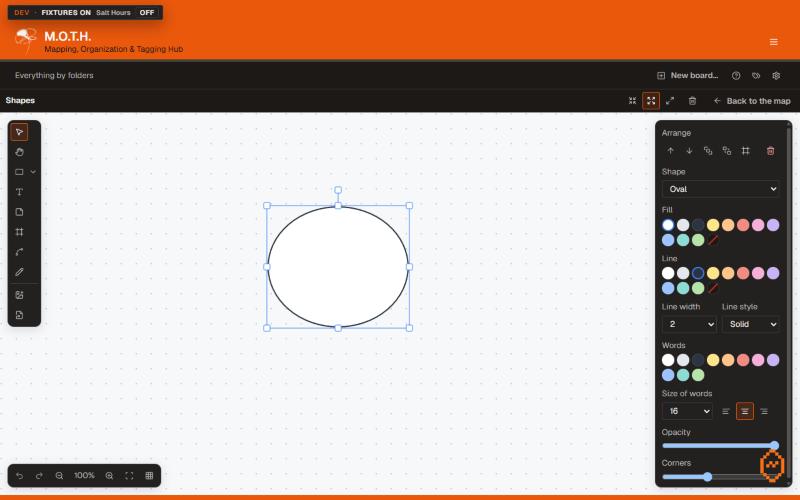 DEV · FIXTURES ON Salt Hours OFF
M.O.T.H.
Mapping, Organization & Tagging Hub
Everything by folders
New board...
Shapes
Back to the map
Arrange
Shape
Oval
Fill
Line
Line width Line style
2 Solid
Words
Size of words
16
Opacity
Corners
100%